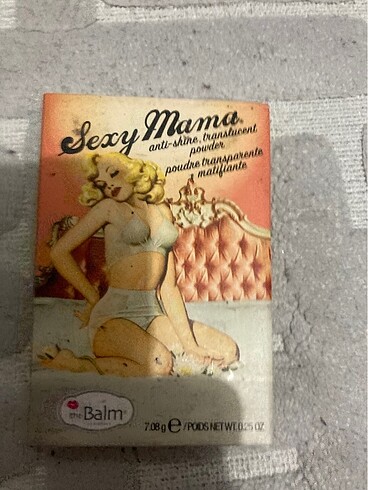 Sexy Mama
anti-shine, translucent
powder
poudre transparente
matifiante
the Balm®
7.08 g e /POIDS NET WT. 0.25 OZ.